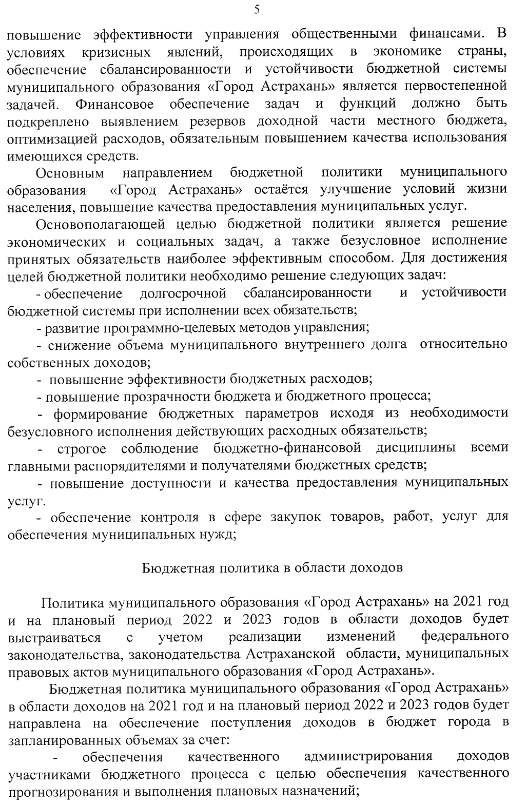 5
повышение эффективности управления общественными финансами. В
условиях кризисных явлений, происходящих в экономике страны,
обеспечение сбалансированности и устойчивости бюджетной системы
муниципального образования «Город Астрахань» является первостепенной
задачей. Финансовое обеспечение задач и функций должно быть
подкреплено выявлением резервов доходной части местного бюджета,
оптимизацией расходов, обязательным повышением качества использования
имеющихся средств.
Основным направлением бюджетной политики муниципального
образования «Город Астрахань» остаётся улучшение условий жизни
населения, повышение качества предоставления муниципальных услуг.
Основополагающей целью бюджетной политики является решение
экономических и социальных задач, а также безусловное исполнение
принятых обязательств наиболее эффективным способом. Для достижения
целей бюджетной политики необходимо решение следующих задач:
- обеспечение долгосрочной сбалансированности и устойчивости
бюджетной системы при исполнении всех обязательств;
- развитие программно-целевых методов управления;
- снижение объема муниципального внутреннего долга относительно
собственных доходов;
- повышение эффективности бюджетных расходов;
- повышение прозрачности бюджета и бюджетного процесса;
- формирование бюджетных параметров исходя из необходимости
безусловного исполнения действующих расходных обязательств;
- строгое соблюдение бюджетно-финансовой дисциплины всеми
главными распорядителями и получателями бюджетных средств;
- повышение доступности и качества предоставления муниципальных
услуг.
- обеспечение контроля в сфере закупок товаров, работ, услуг для
обеспечения муниципальных нужд;
Бюджетная политика в области доходов
Политика муниципального образования «Город Астрахань» на 2021 год
и на плановый период 2022 и 2023 годов в области доходов будет
выстраиваться с учетом реализации изменений федерального
законодательства, законодательства Астраханской области, муниципальных
правовых актов муниципального образования «Город Астрахань».
Бюджетная политика муниципального образования «Город Астрахань»
в области доходов на 2021 год и на плановый период 2022 и 2023 годов будет
направлена на обеспечение поступления доходов в бюджет города в
запланированных объемах за счет:
- обеспечения качественного администрирования доходов
участниками бюджетного процесса с целью обеспечения качественного
прогнозирования и выполнения плановых назначений;